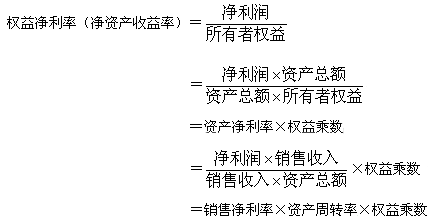 权益净利率（净资产收益率）＝净利润/所有者权益
＝净利润×资产总额/资产总额×所有者权益
＝资产净利率×权益乘数
＝净利润×销售收入/销售收入×资产总额×权益乘数
＝销售净利率×资产周转率×权益乘数